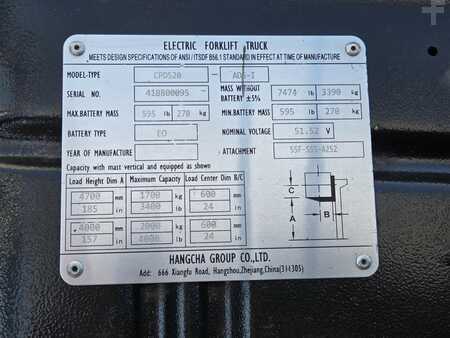 ELECTRIC FORKLIFT TRUCK
MEETS DESIGN SPECIFICATIONS OF ANSI / ITSDF B56.1 STANDARD IN EFFECT AT TIME OF MANUFACTURE
MODEL-TYPE CPDS20 - AD6-I
SERIAL NO. 418800095 MASS WITHOUT BATTERY ±5% 7474 lb 3390 kg
MAX.BATTERY MASS 595 lb 270 kg MIN.BATTERY MASS 595 lb 270 kg
BATTERY TYPE EO NOMINAL VOLTAGE 51.52 V
YEAR OF MANUFACTURE ATTACHMENT SSF-SSS-A252
Capacity with mast vertical and equipped as shown
Load Height Dim A Maximum Capacity Load Center Dim B/C
4700 mm 1700 kg 600 mm
185 in 3400 lb 24 in
4000 mm 2000 kg 600 mm
157 in 4000 lb 24 in
C
B
A
HANGCHA GROUP CO.,LTD.
Add: 666 Xiangfu Road, Hangzhou,Zhejiang,China(311305)